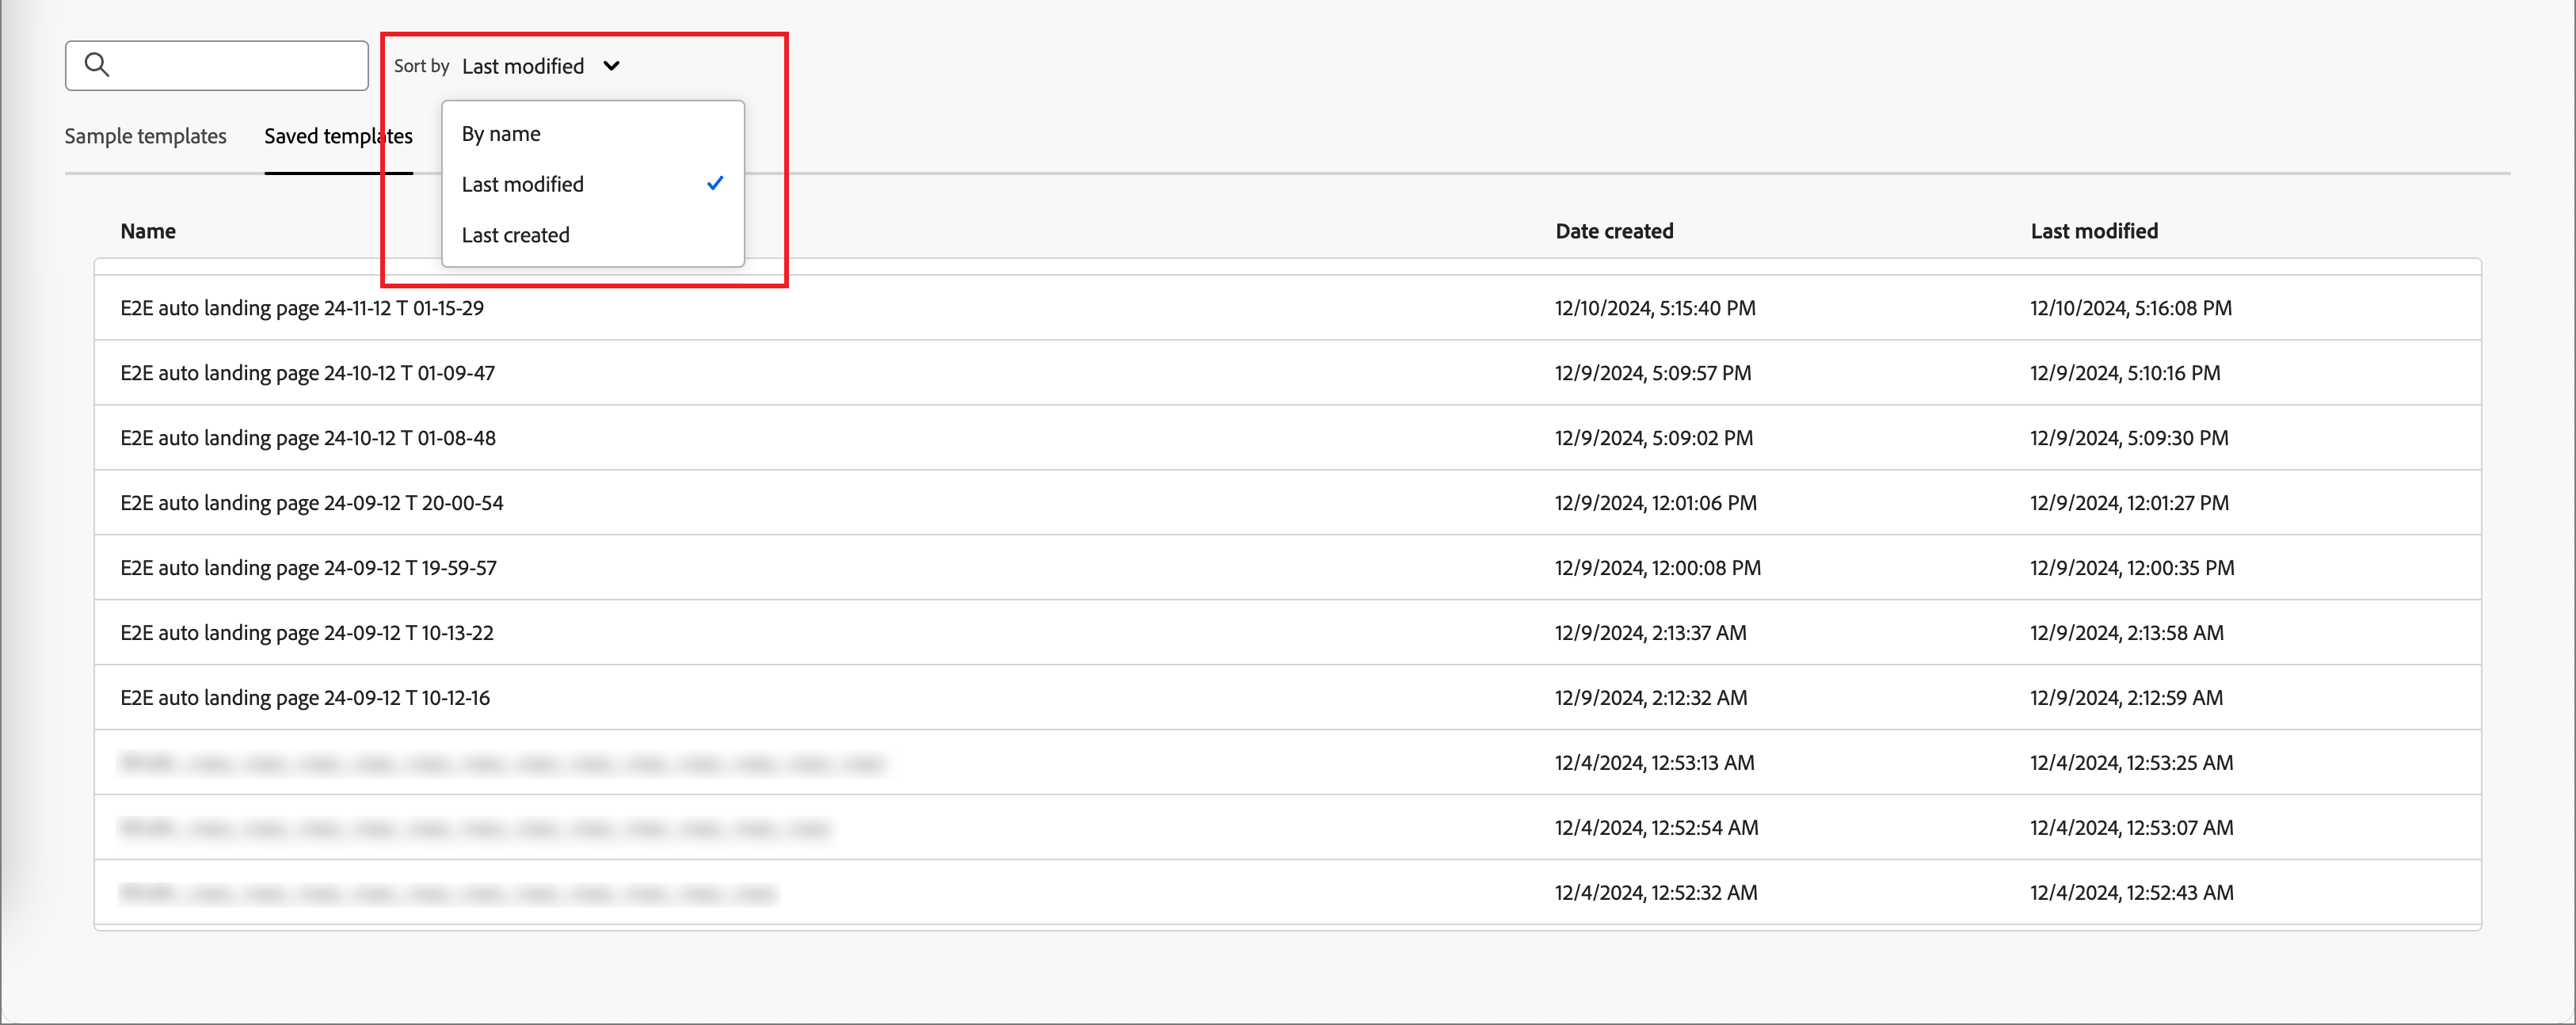 Sort by Last modified
By name
Last modified
Last created
Sample templates Saved templates
Name Date created Last modified
E2E auto landing page 24-11-12 T 01-15-29 12/10/2024, 5:15:40 PM 12/10/2024, 5:16:08 PM
E2E auto landing page 24-10-12 T 01-09-47 12/9/2024, 5:09:57 PM 12/9/2024, 5:10:16 PM
E2E auto landing page 24-10-12 T 01-08-48 12/9/2024, 5:09:02 PM 12/9/2024, 5:09:30 PM
E2E auto landing page 24-09-12 T 20-00-54 12/9/2024, 12:01:06 PM 12/9/2024, 12:01:27 PM
E2E auto landing page 24-09-12 T 19-59-57 12/9/2024, 12:00:08 PM 12/9/2024, 12:00:35 PM
E2E auto landing page 24-09-12 T 10-13-22 12/9/2024, 2:13:37 AM 12/9/2024, 2:13:58 AM
E2E auto landing page 24-09-12 T 10-12-16 12/9/2024, 2:12:32 AM 12/9/2024, 2:12:59 AM
12/4/2024, 12:53:13 AM 12/4/2024, 12:53:25 AM
12/4/2024, 12:52:54 AM 12/4/2024, 12:53:07 AM
12/4/2024, 12:52:32 AM 12/4/2024, 12:52:43 AM